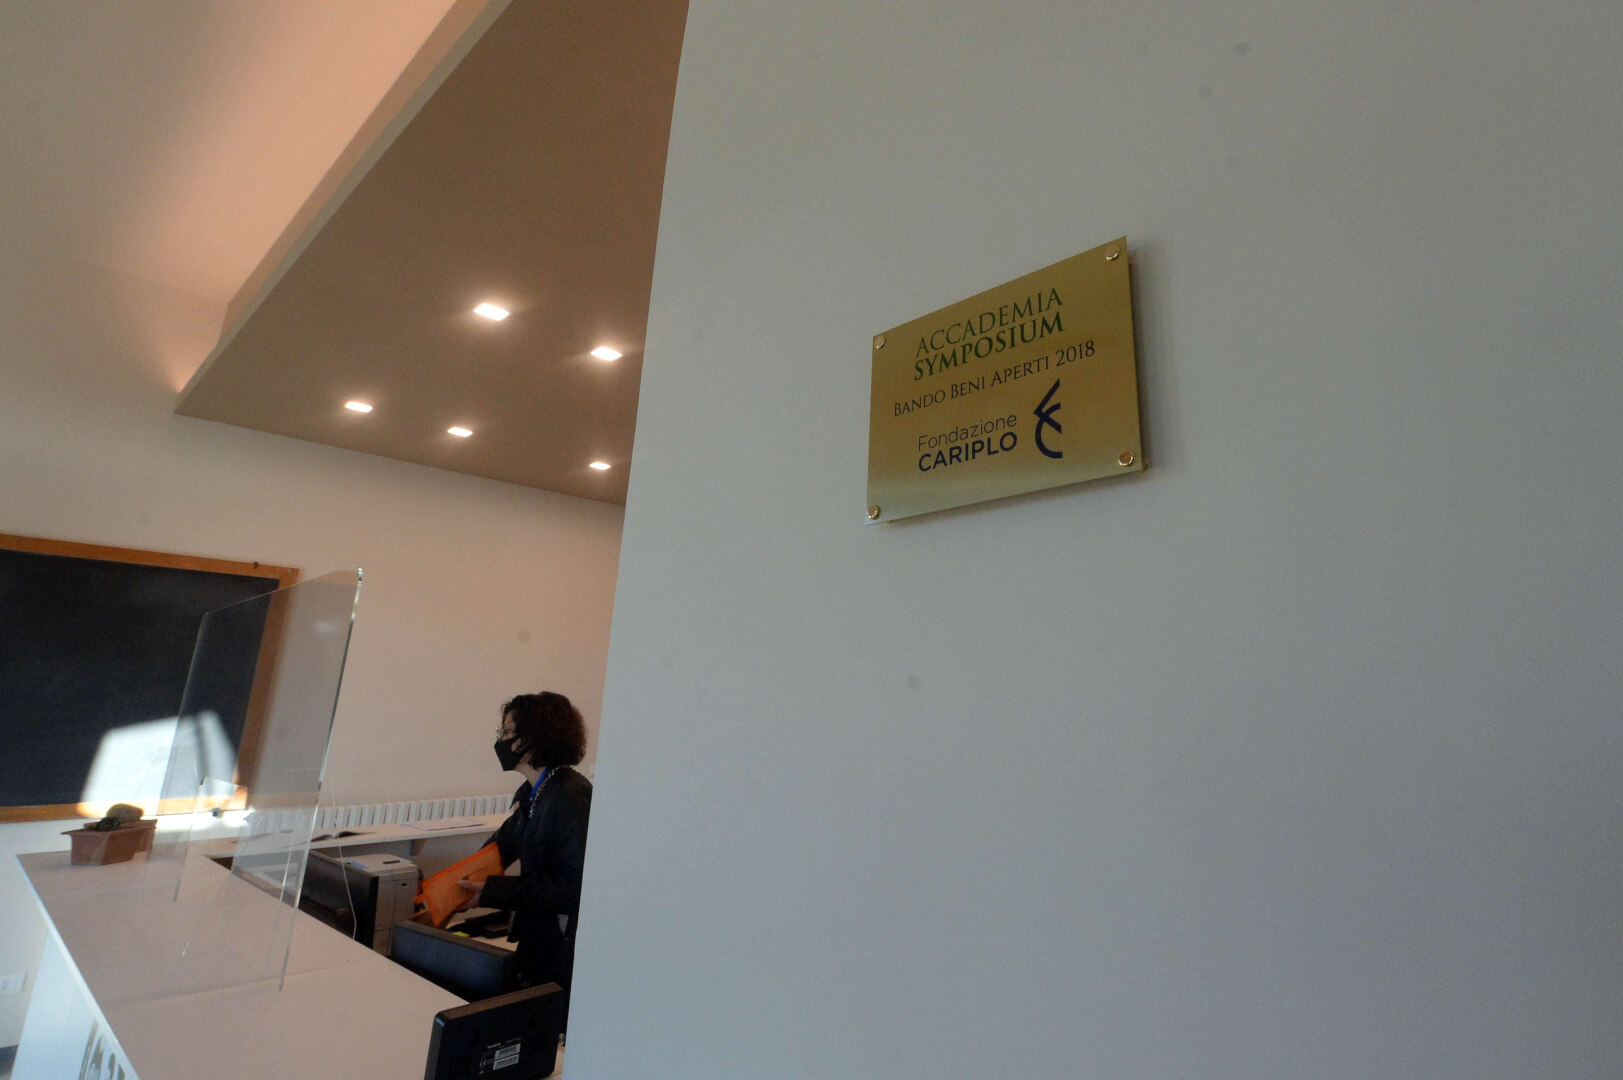 ACCADEMIA
SYMPOSIUM
BANDO BENI APERTI 2018
Fondazione
CARIPLO